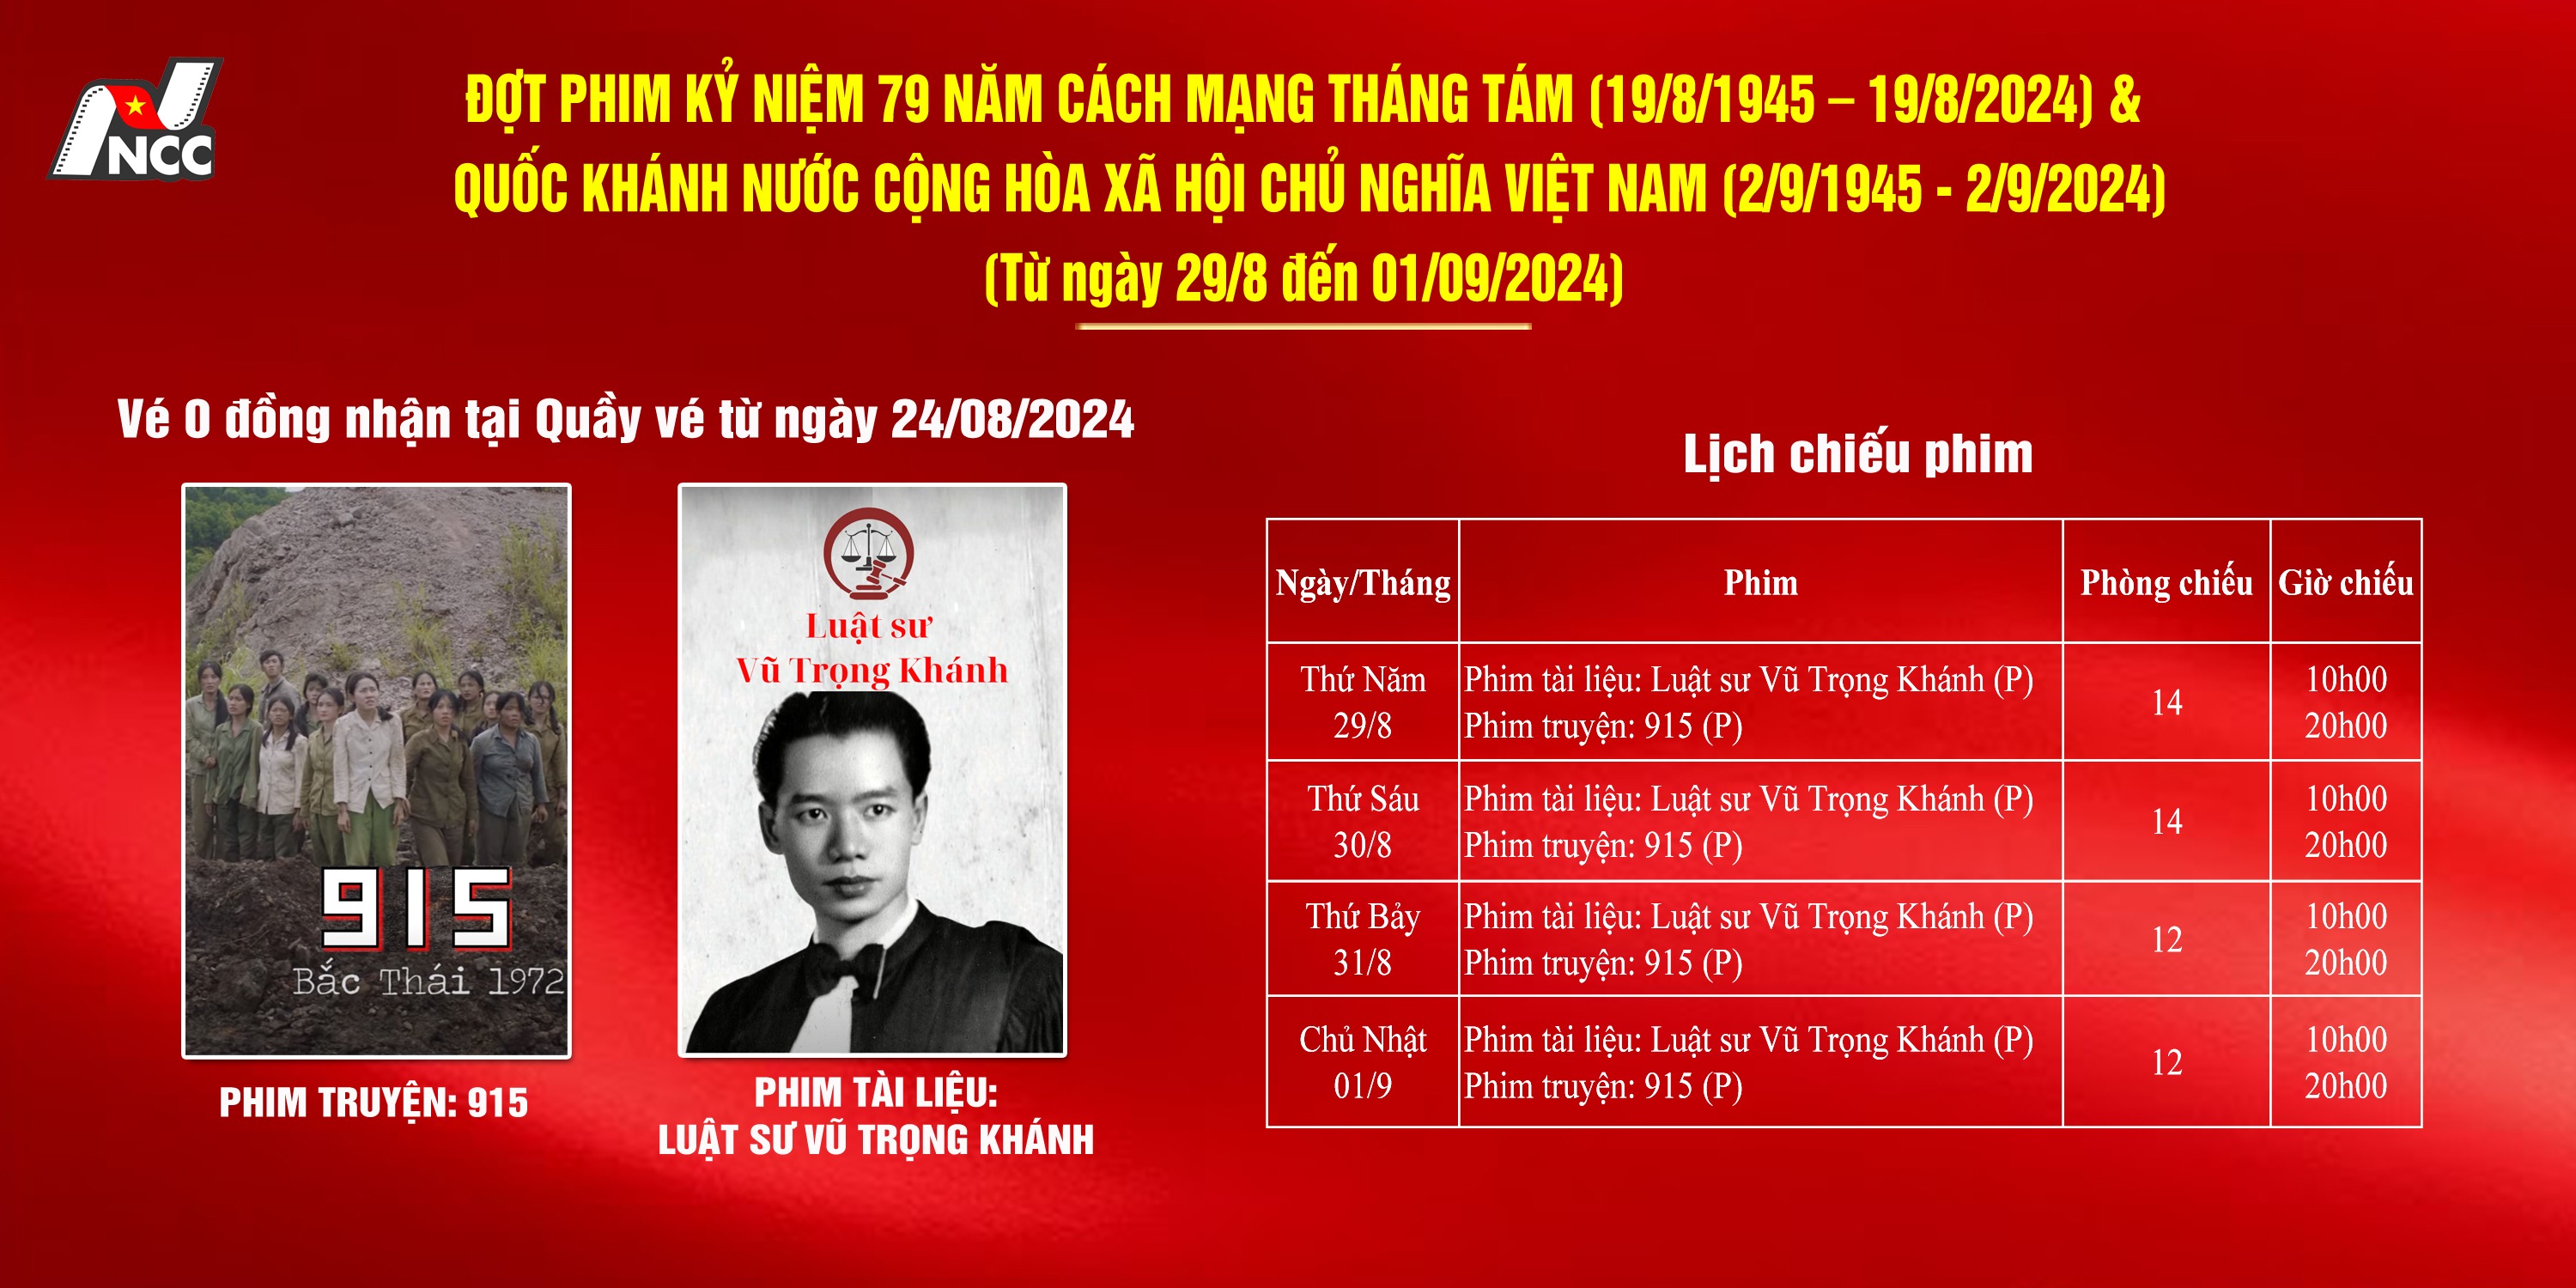 NCC
ĐỢT PHIM KỶ NIỆM 79 NĂM CÁCH MẠNG THÁNG TÁM (19/8/1945 – 19/8/2024) &
QUỐC KHÁNH NƯỚC CỘNG HÒA XÃ HỘI CHỦ NGHĨA VIỆT NAM (2/9/1945 - 2/9/2024)
(Từ ngày 29/8 đến 01/09/2024)
Vé 0 đồng nhận tại Quầy vé từ ngày 24/08/2024
915
Bắc Thái 1972
PHIM TRUYỆN: 915
Luật sư
Vũ Trọng Khánh
PHIM TÀI LIỆU:
LUẬT SƯ VŨ TRỌNG KHÁNH
Lịch chiếu phim
Ngày/Tháng Phim Phòng chiếu Giờ chiếu
Thứ Năm Phim tài liệu: Luật sư Vũ Trọng Khánh (P) 10h00
14
29/8 Phim truyện: 915 (P) 20h00
Thứ Sáu Phim tài liệu: Luật sư Vũ Trọng Khánh (P) 10h00
14
30/8 Phim truyện: 915 (P) 20h00
Thứ Bảy Phim tài liệu: Luật sư Vũ Trọng Khánh (P) 10h00
12
31/8 Phim truyện: 915 (P) 20h00
Chủ Nhật Phim tài liệu: Luật sư Vũ Trọng Khánh (P) 10h00
12
01/9 Phim truyện: 915 (P) 20h00